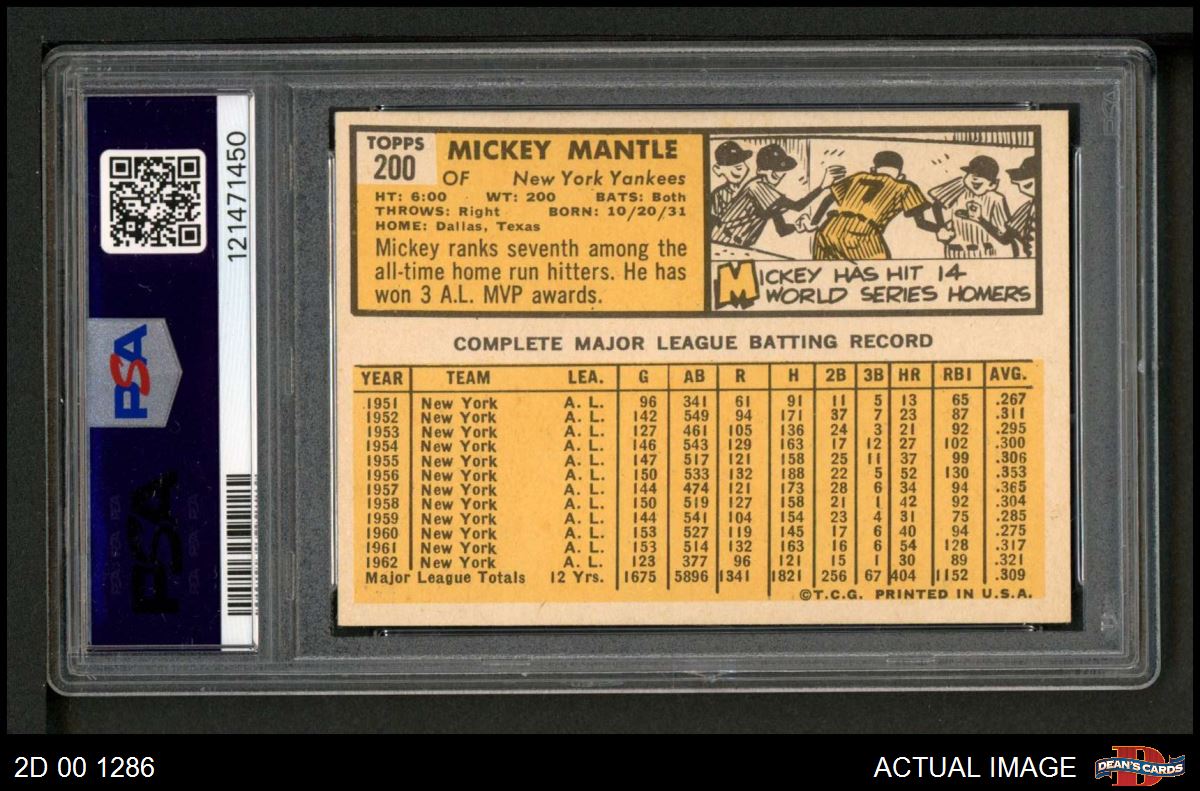 121471450
PSA
PSA
TOPPS
200
MICKEY MANTLE
OF New York Yankees
HT: 6:00 WT: 200 BATS: Both
THROWS: Right BORN: 10/20/31
HOME: Dallas, Texas
Mickey ranks seventh among the
all-time home run hitters. He has
won 3 A.L. MVP awards.
7
MICKEY HAS HIT 14
WORLD SERIES HOMERS
COMPLETE MAJOR LEAGUE BATTING RECORD
YEAR TEAM LEA. G AB R H 2B 3B HR RBI AVG.
1951 New York A. L. 96 341 61 91 11 5 13 65 .267
1952 New York A. L. 142 549 94 171 37 7 23 87 .311
1953 New York A. L. 127 461 105 136 24 3 21 92 .295
1954 New York A. L. 146 543 129 163 17 12 27 102 .300
1955 New York A. L. 147 517 121 158 25 11 37 99 .306
1956 New York A. L. 150 533 132 188 22 5 52 130 .353
1957 New York A. L. 144 474 121 173 28 6 34 94 .365
1958 New York A. L. 150 519 127 158 21 1 42 92 .304
1959 New York A. L. 144 541 104 154 23 4 31 75 .285
1960 New York A. L. 153 527 119 145 17 6 40 94 .275
1961 New York A. L. 153 514 132 163 16 6 54 128 .317
1962 New York A. L. 123 377 96 121 15 1 30 89 .321
Major League Totals 12 Yrs. 1675 5896 1341 1821 256 67 404 1152 .309
©T.C.G. PRINTED IN U.S.A.
2D 00 1286
ACTUAL IMAGE
DEAN'S CARDS